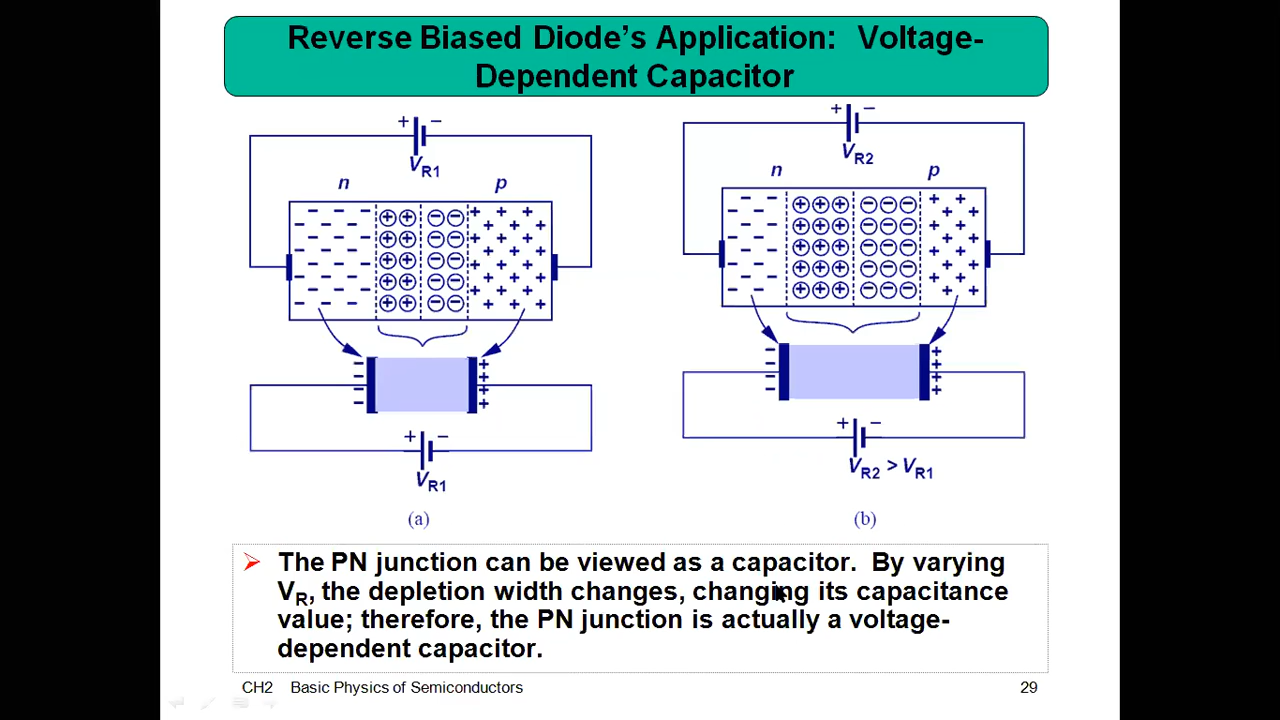 Reverse Biased Diode's Application:  Voltage-
Dependent Capacitor
+ −
V_R1
n p
+ −
V_R1
(a)
+ −
V_R2
n p
+ −
V_R2 > V_R1
(b)
➢ The PN junction can be viewed as a capacitor.  By varying
V_R, the depletion width changes, changing its capacitance
value; therefore, the PN junction is actually a voltage-
dependent capacitor.
CH2 Basic Physics of Semiconductors 29